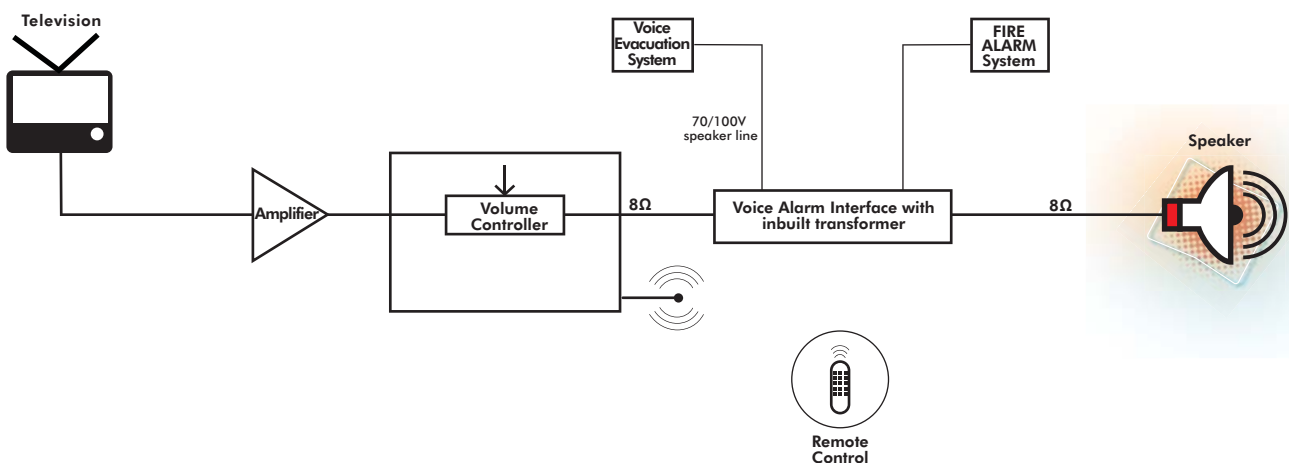 Television
Voice
Evacuation
System
FIRE
ALARM
System
70/100V
speaker line
Speaker
Amplifier
Volume
Controller
8Ω
Voice Alarm Interface with
inbuilt transformer
8Ω
Remote
Control